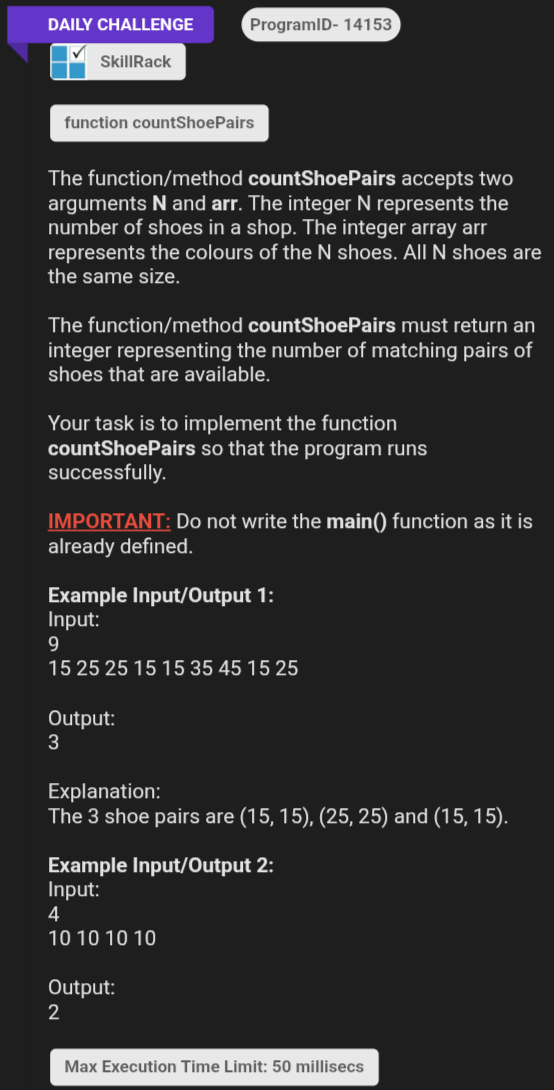 DAILY CHALLENGE
ProgramID- 14153
SkillRack
function countShoePairs
The function/method countShoePairs accepts two
arguments N and arr. The integer N represents the
number of shoes in a shop. The integer array arr
represents the colours of the N shoes. All N shoes are
the same size.
The function/method countShoePairs must return an
integer representing the number of matching pairs of
shoes that are available.
Your task is to implement the function
countShoePairs so that the program runs
successfully.
IMPORTANT: Do not write the main() function as it is
already defined.
Example Input/Output 1:
Input:
9
15 25 25 15 15 35 45 15 25
Output:
3
Explanation:
The 3 shoe pairs are (15, 15), (25, 25) and (15, 15).
Example Input/Output 2:
Input:
4
10 10 10 10
Output:
2
Max Execution Time Limit: 50 millisecs